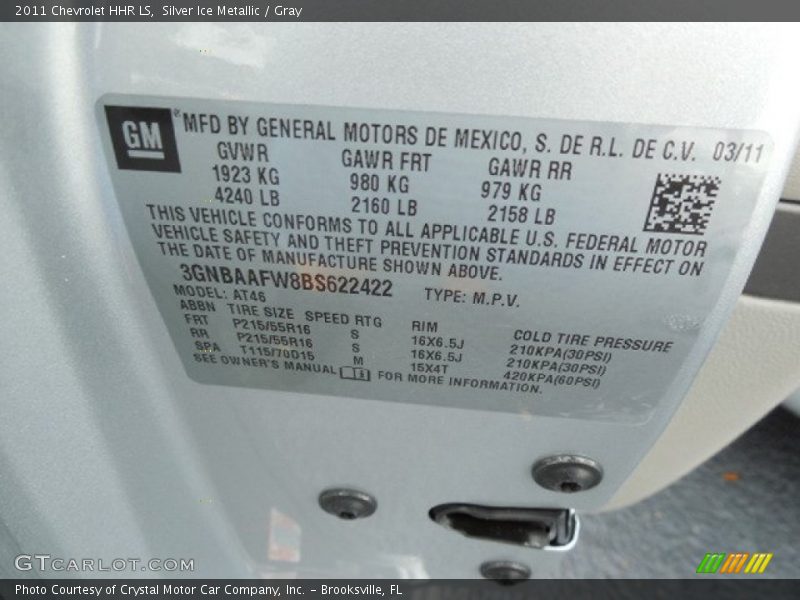 2011 Chevrolet HHR LS, Silver Ice Metallic / Gray
GM
® MFD BY GENERAL MOTORS DE MEXICO, S. DE R.L. DE C.V. 03/11
GVWR GAWR FRT GAWR RR
1923 KG 980 KG 979 KG
4240 LB 2160 LB 2158 LB
THIS VEHICLE CONFORMS TO ALL APPLICABLE U.S. FEDERAL MOTOR
VEHICLE SAFETY AND THEFT PREVENTION STANDARDS IN EFFECT ON
THE DATE OF MANUFACTURE SHOWN ABOVE.
3GNBAAFW8BS622422 TYPE: M.P.V.
MODEL: AT46
ABBN TIRE SIZE SPEED RTG RIM COLD TIRE PRESSURE
FRT P215/55R16 S 16X6.5J 210KPA(30PSI)
RR P215/55R16 S 16X6.5J 210KPA(30PSI)
SPA T115/70D15 M 15X4T 420KPA(60PSI)
SEE OWNER'S MANUAL FOR MORE INFORMATION.
GTCARLOT.COM
Photo Courtesy of Crystal Motor Car Company, Inc. – Brooksville, FL